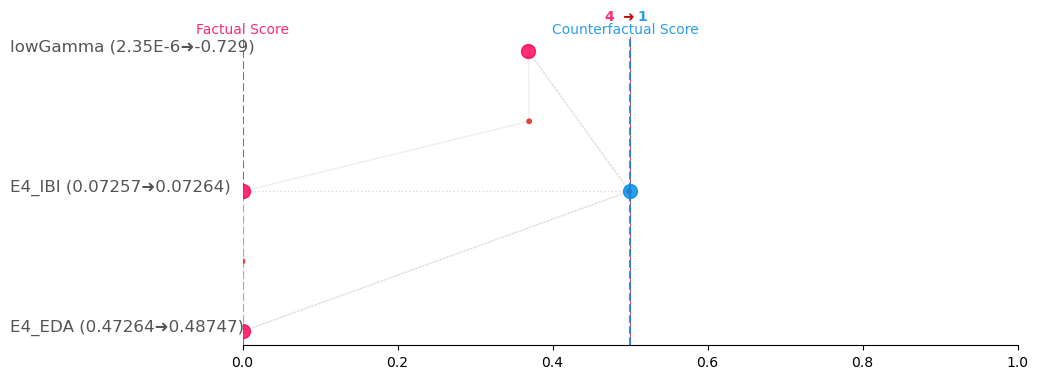 4 ➜ 1
Factual Score
Counterfactual Score
lowGamma (2.35E-6➜-0.729)
E4_IBI (0.07257➜0.07264)
E4_EDA (0.47264➜0.48747)
0.0 0.2 0.4 0.6 0.8 1.0